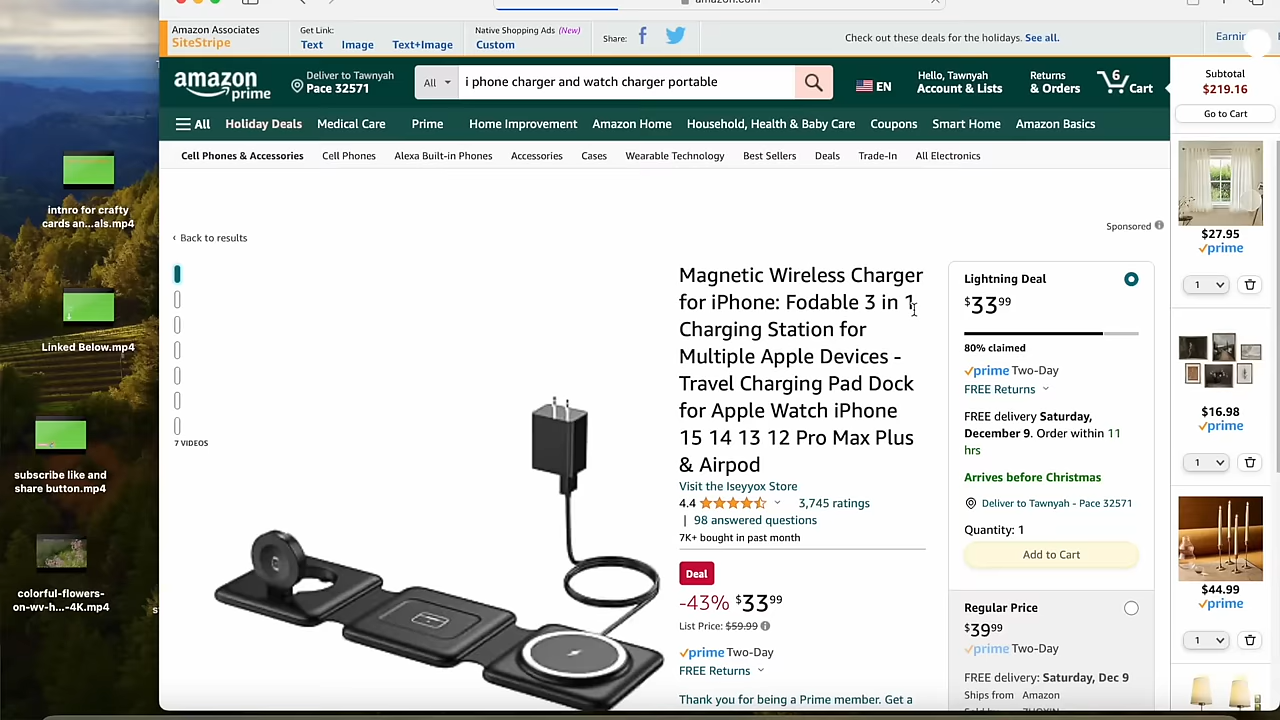 amazon.com
Amazon Associates
SiteStripe
Get Link:
Text Image Text+Image
Native Shopping Ads (New)
Custom
Share:
Check out these deals for the holidays. See all.
amazon
prime
Deliver to Tawnyah
Pace 32571
All
i phone charger and watch charger portable
EN
Hello, Tawnyah
Account & Lists
Returns
& Orders
6
Cart
All Holiday Deals Medical Care Prime Home Improvement Amazon Home Household, Health & Baby Care Coupons Smart Home Amazon Basics
Cell Phones & Accessories Cell Phones Alexa Built-in Phones Accessories Cases Wearable Technology Best Sellers Deals Trade-In All Electronics
Sponsored
‹ Back to results
7 VIDEOS
Magnetic Wireless Charger
for iPhone: Fodable 3 in 1
Charging Station for
Multiple Apple Devices -
Travel Charging Pad Dock
for Apple Watch iPhone
15 14 13 12 Pro Max Plus
& Airpod
Visit the Iseyyox Store
4.4 3,745 ratings
| 98 answered questions
7K+ bought in past month
Deal
-43% $33 99
List Price: $59.99
prime Two-Day
FREE Returns
Thank you for being a Prime member. Get a
Lightning Deal
$33 99
80% claimed
prime Two-Day
FREE Returns
FREE delivery Saturday,
December 9. Order within 11
hrs
Arrives before Christmas
Deliver to Tawnyah - Pace 32571
Quantity: 1
Add to Cart
Regular Price
$39 99
prime Two-Day
FREE delivery: Saturday, Dec 9
Ships from Amazon
Subtotal
$219.16
Go to Cart
$27.95
prime
1
$16.98
prime
1
$44.99
prime
1
intnro for crafty
cards an...als.mp4
Linked Below.mp4
subscribe like and
share button.mp4
colorful-flowers-
on-wv-h...-4K.mp4